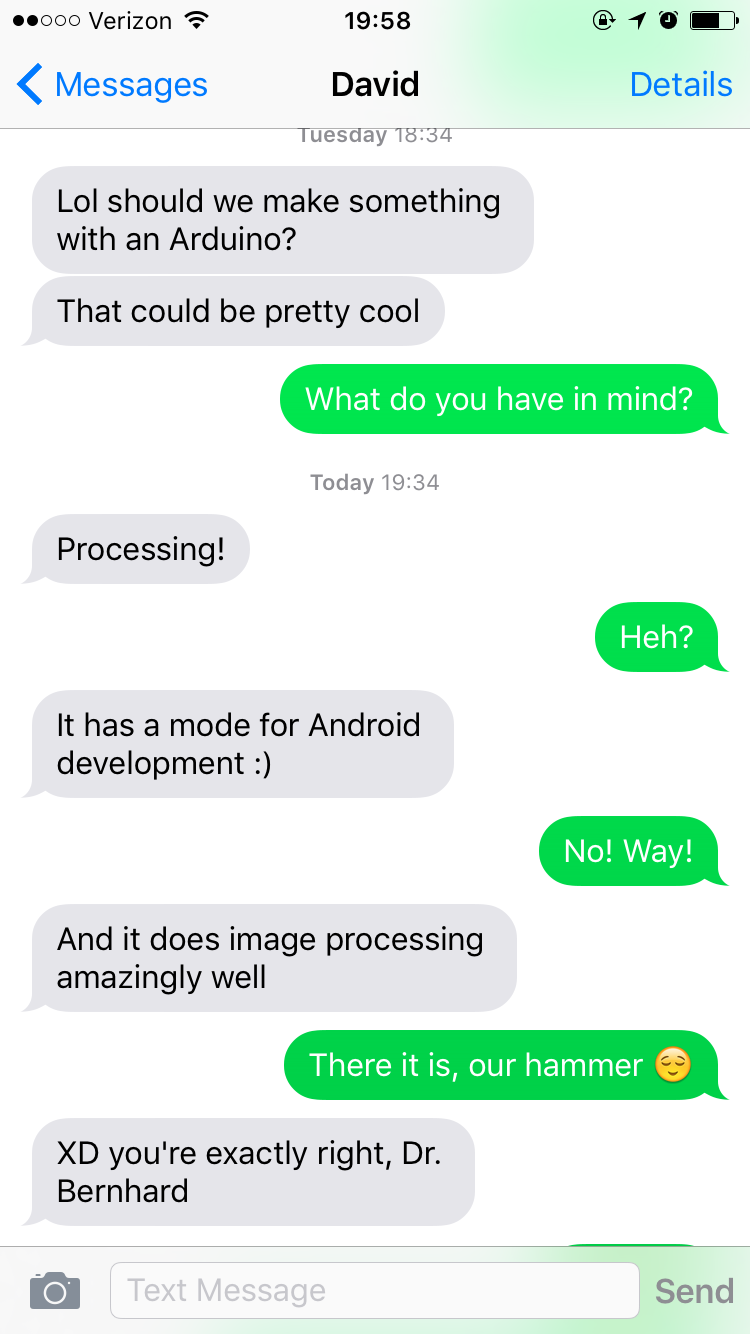 Verizon 19:58
Messages David Details
Tuesday 18:34
Lol should we make something
with an Arduino?
That could be pretty cool
What do you have in mind?
Today 19:34
Processing!
Heh?
It has a mode for Android
development :)
No! Way!
And it does image processing
amazingly well
There it is, our hammer 😌
XD you're exactly right, Dr.
Bernhard
Text Message Send